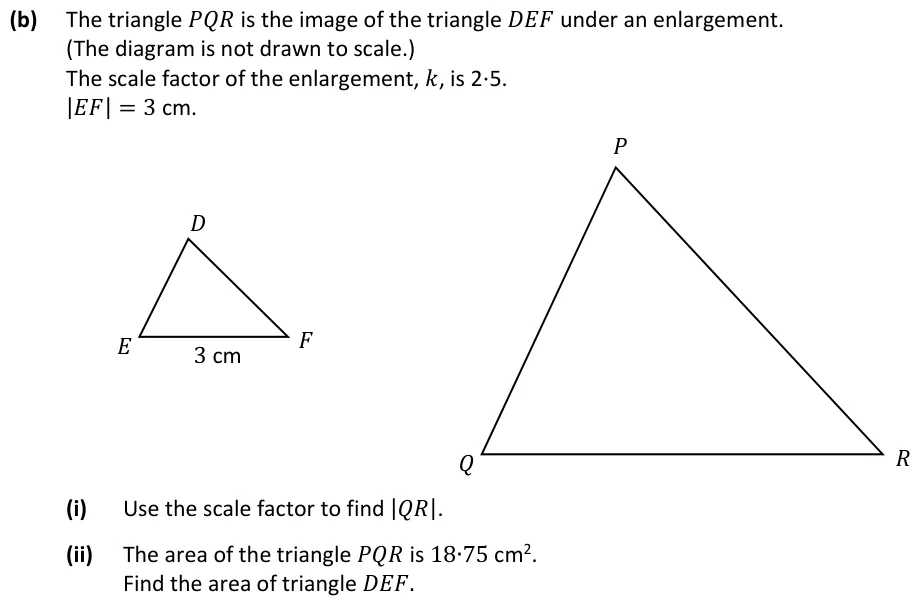 (b) The triangle PQR is the image of the triangle DEF under an enlargement.
(The diagram is not drawn to scale.)
The scale factor of the enlargement, k, is 2·5.
|EF| = 3 cm.
P
D
E
F
3 cm
Q
R
(i) Use the scale factor to find |QR|.
(ii) The area of the triangle PQR is 18·75 cm².
Find the area of triangle DEF.